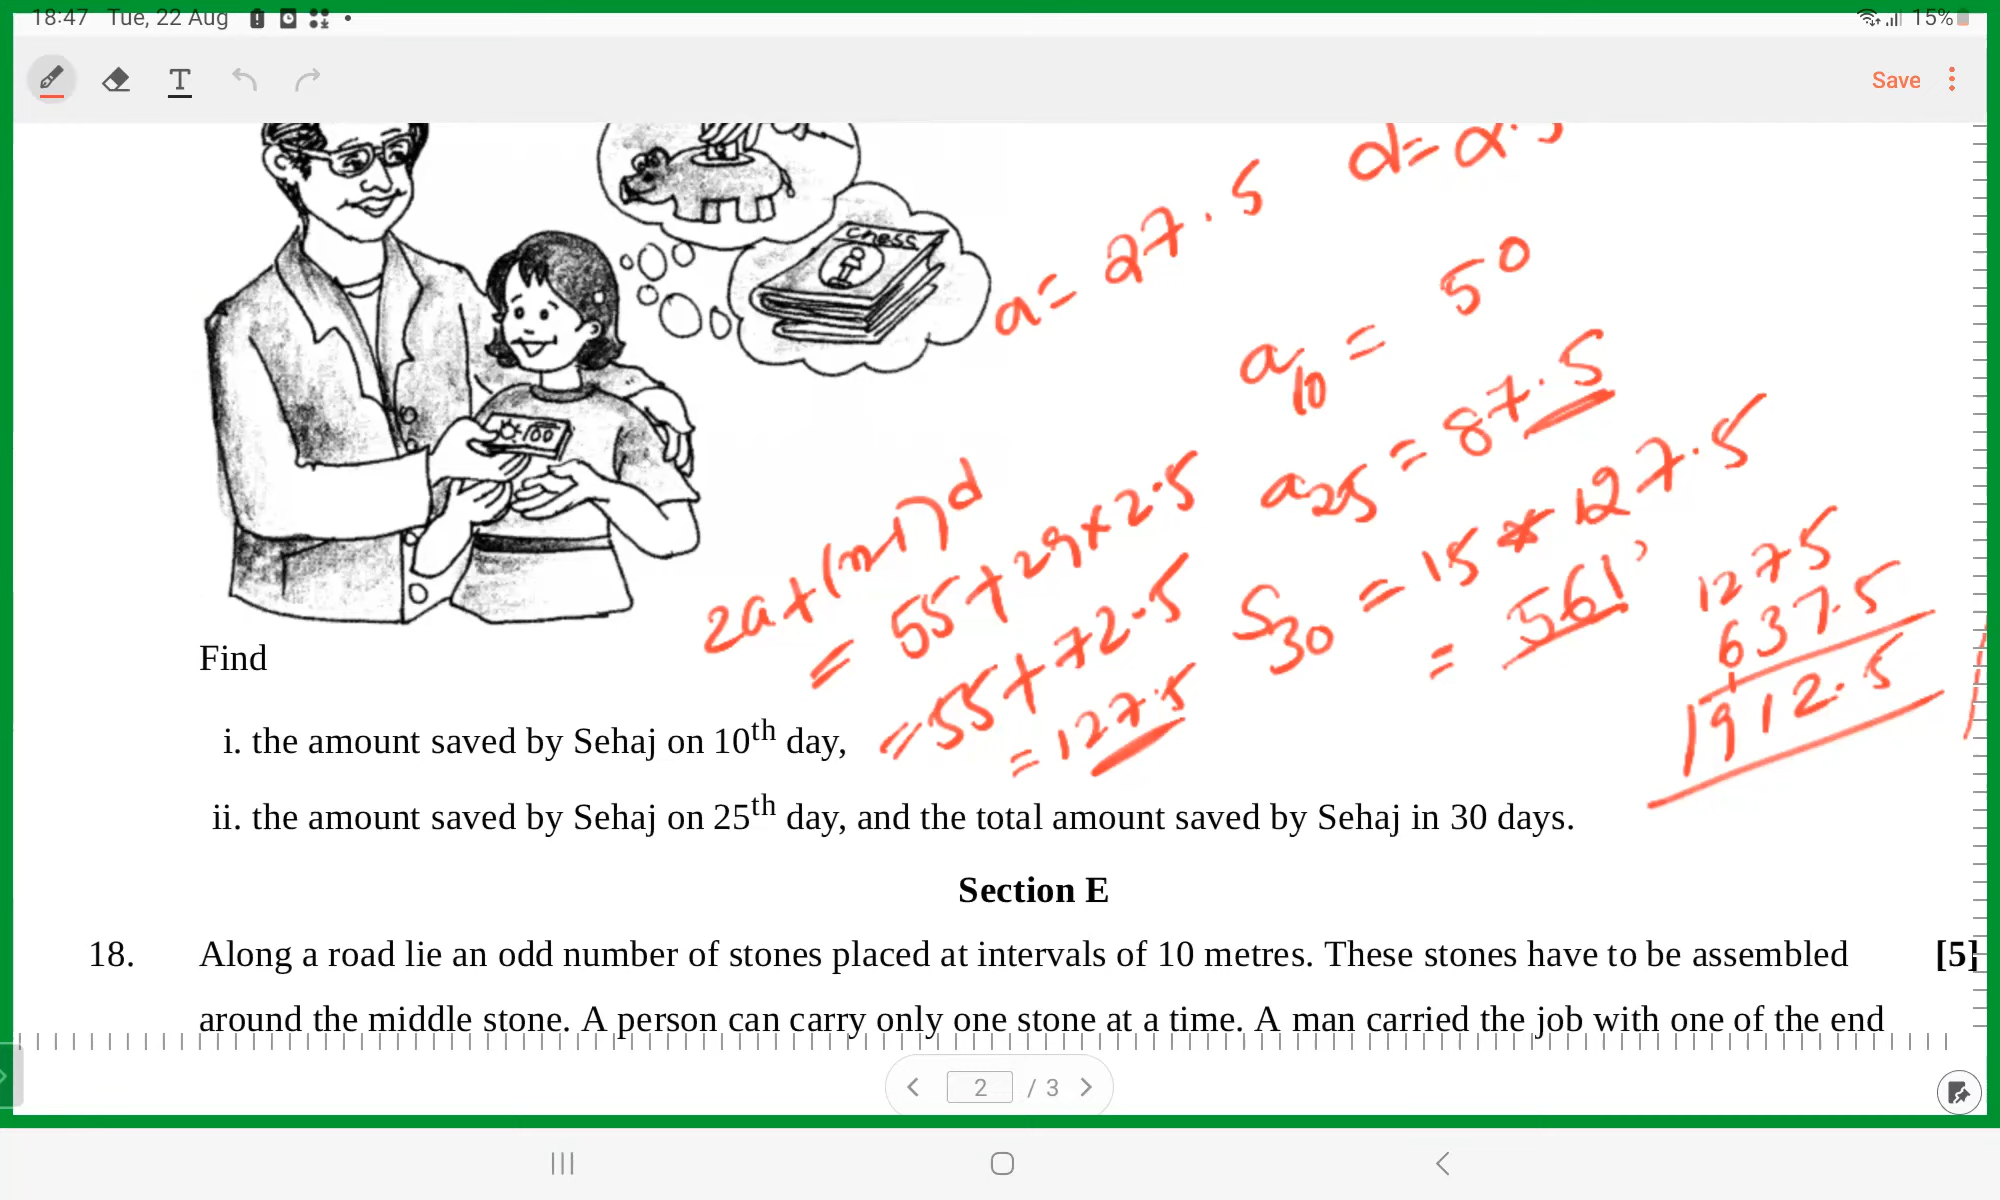 18:47 Tue, 22 Aug
15%
Save
chess
100
a = 27.5
a10 = 50
a25 = 87.5
2a+(n-1)d
= 55+29×2.5
= 55+72.5
= 127.5
S30 = 15 * 127.5
= 561
1275
637.5
1912.5
Find
i. the amount saved by Sehaj on 10th day,
ii. the amount saved by Sehaj on 25th day, and the total amount saved by Sehaj in 30 days.
Section E
18. Along a road lie an odd number of stones placed at intervals of 10 metres. These stones have to be assembled [5]
around the middle stone. A person can carry only one stone at a time. A man carried the job with one of the end
2 / 3